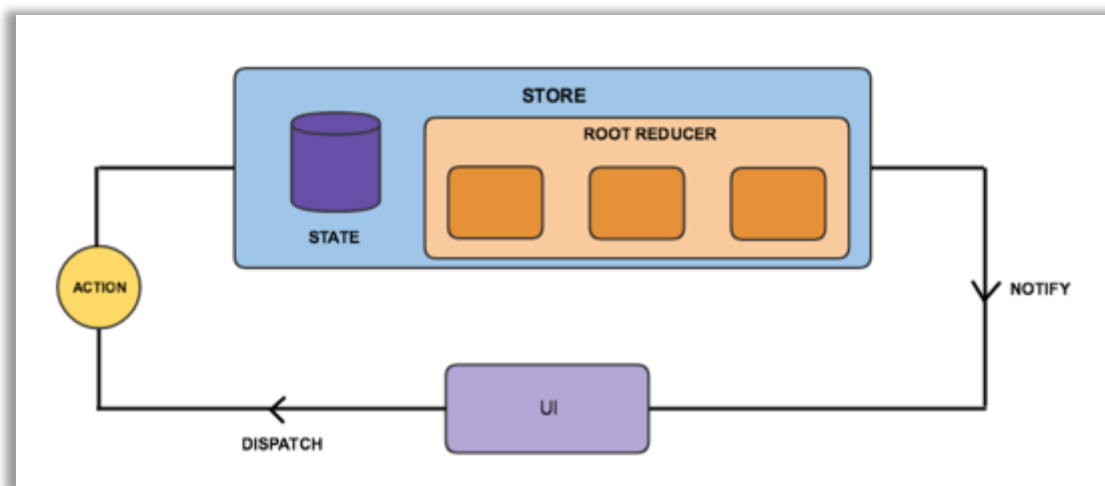 STORE
ROOT REDUCER
STATE
ACTION
NOTIFY
UI
DISPATCH